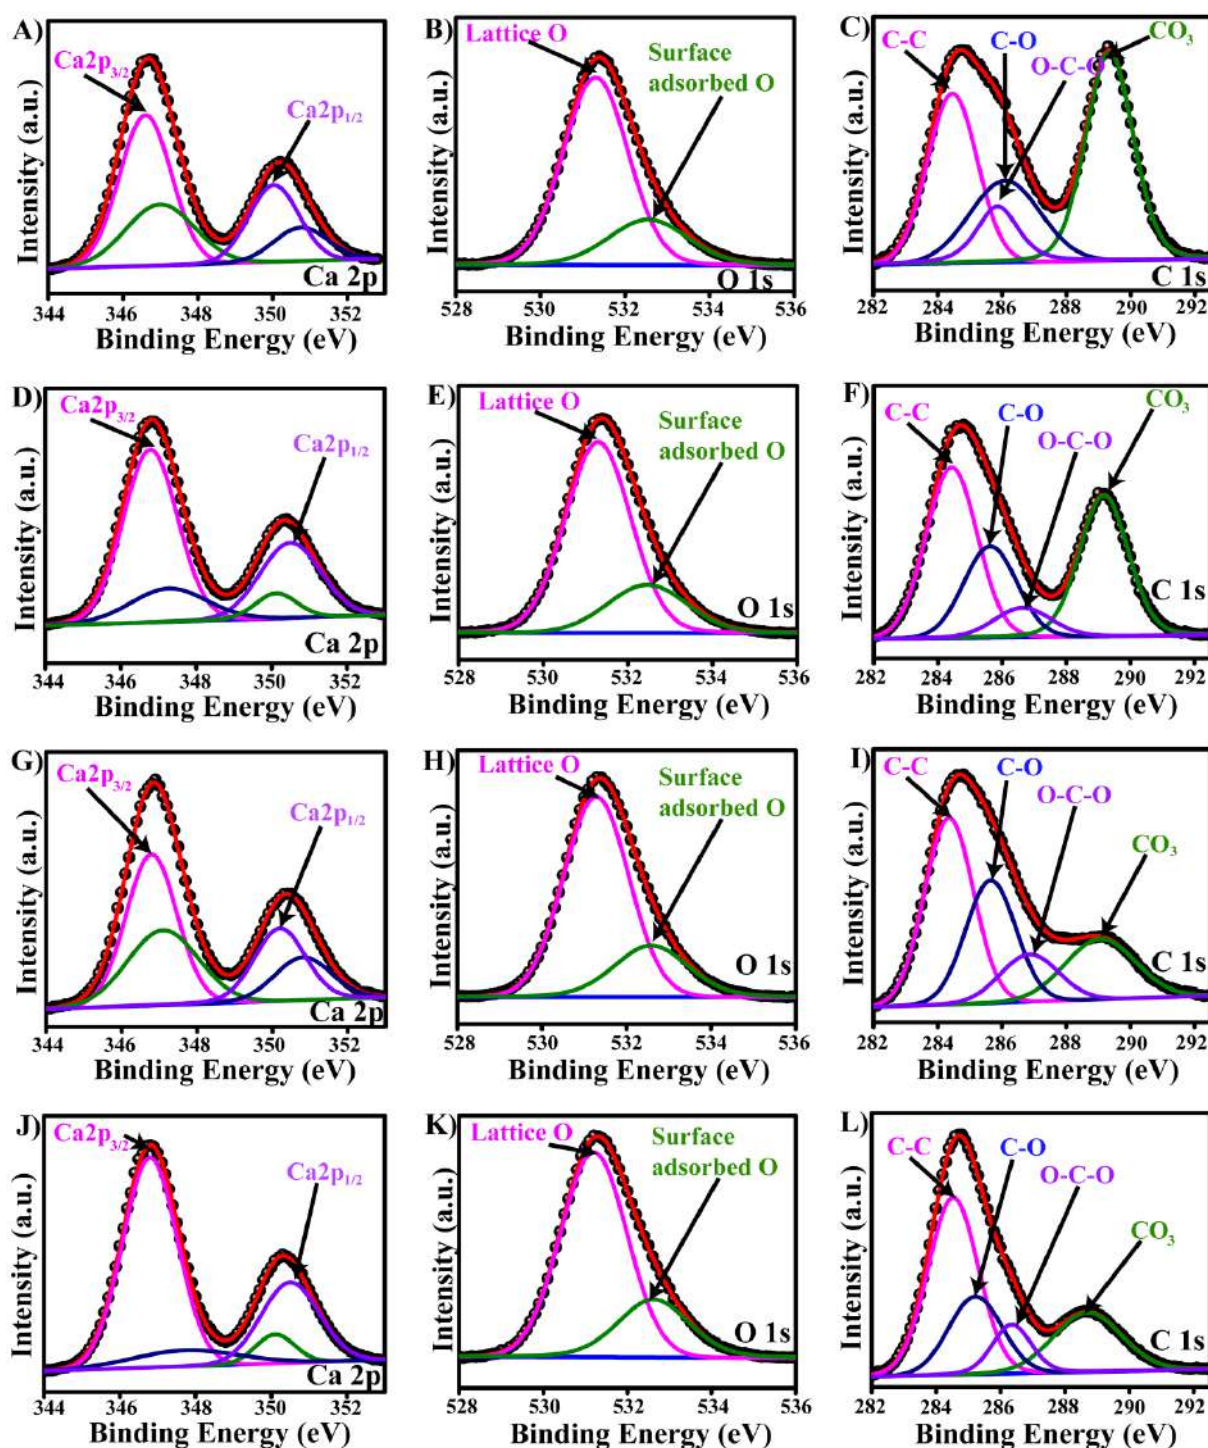 A)
Ca2p3/2
Ca2p1/2
Ca 2p
Intensity (a.u.)
344 346 348 350 352
Binding Energy (eV)
B)
Lattice O
Surface
adsorbed O
O 1s
Intensity (a.u.)
528 530 532 534 536
Binding Energy (eV)
C)
C-C
C-O
O-C-O
CO3
C 1s
Intensity (a.u.)
282 284 286 288 290 292
Binding Energy (eV)
D)
Ca2p3/2
Ca2p1/2
Ca 2p
Intensity (a.u.)
344 346 348 350 352
Binding Energy (eV)
E)
Lattice O
Surface
adsorbed O
O 1s
Intensity (a.u.)
528 530 532 534 536
Binding Energy (eV)
F)
C-C
C-O
O-C-O
CO3
C 1s
Intensity (a.u.)
282 284 286 288 290 292
Binding Energy (eV)
G)
Ca2p3/2
Ca2p1/2
Ca 2p
Intensity (a.u.)
344 346 348 350 352
Binding Energy (eV)
H)
Lattice O
Surface
adsorbed O
O 1s
Intensity (a.u.)
528 530 532 534 536
Binding Energy (eV)
I)
C-C
C-O
O-C-O
CO3
C 1s
Intensity (a.u.)
282 284 286 288 290 292
Binding Energy (eV)
J)
Ca2p3/2
Ca2p1/2
Ca 2p
Intensity (a.u.)
344 346 348 350 352
Binding Energy (eV)
K)
Lattice O
Surface
adsorbed O
O 1s
Intensity (a.u.)
528 530 532 534 536
Binding Energy (eV)
L)
C-C
C-O
O-C-O
CO3
C 1s
Intensity (a.u.)
282 284 286 288 290 292
Binding Energy (eV)